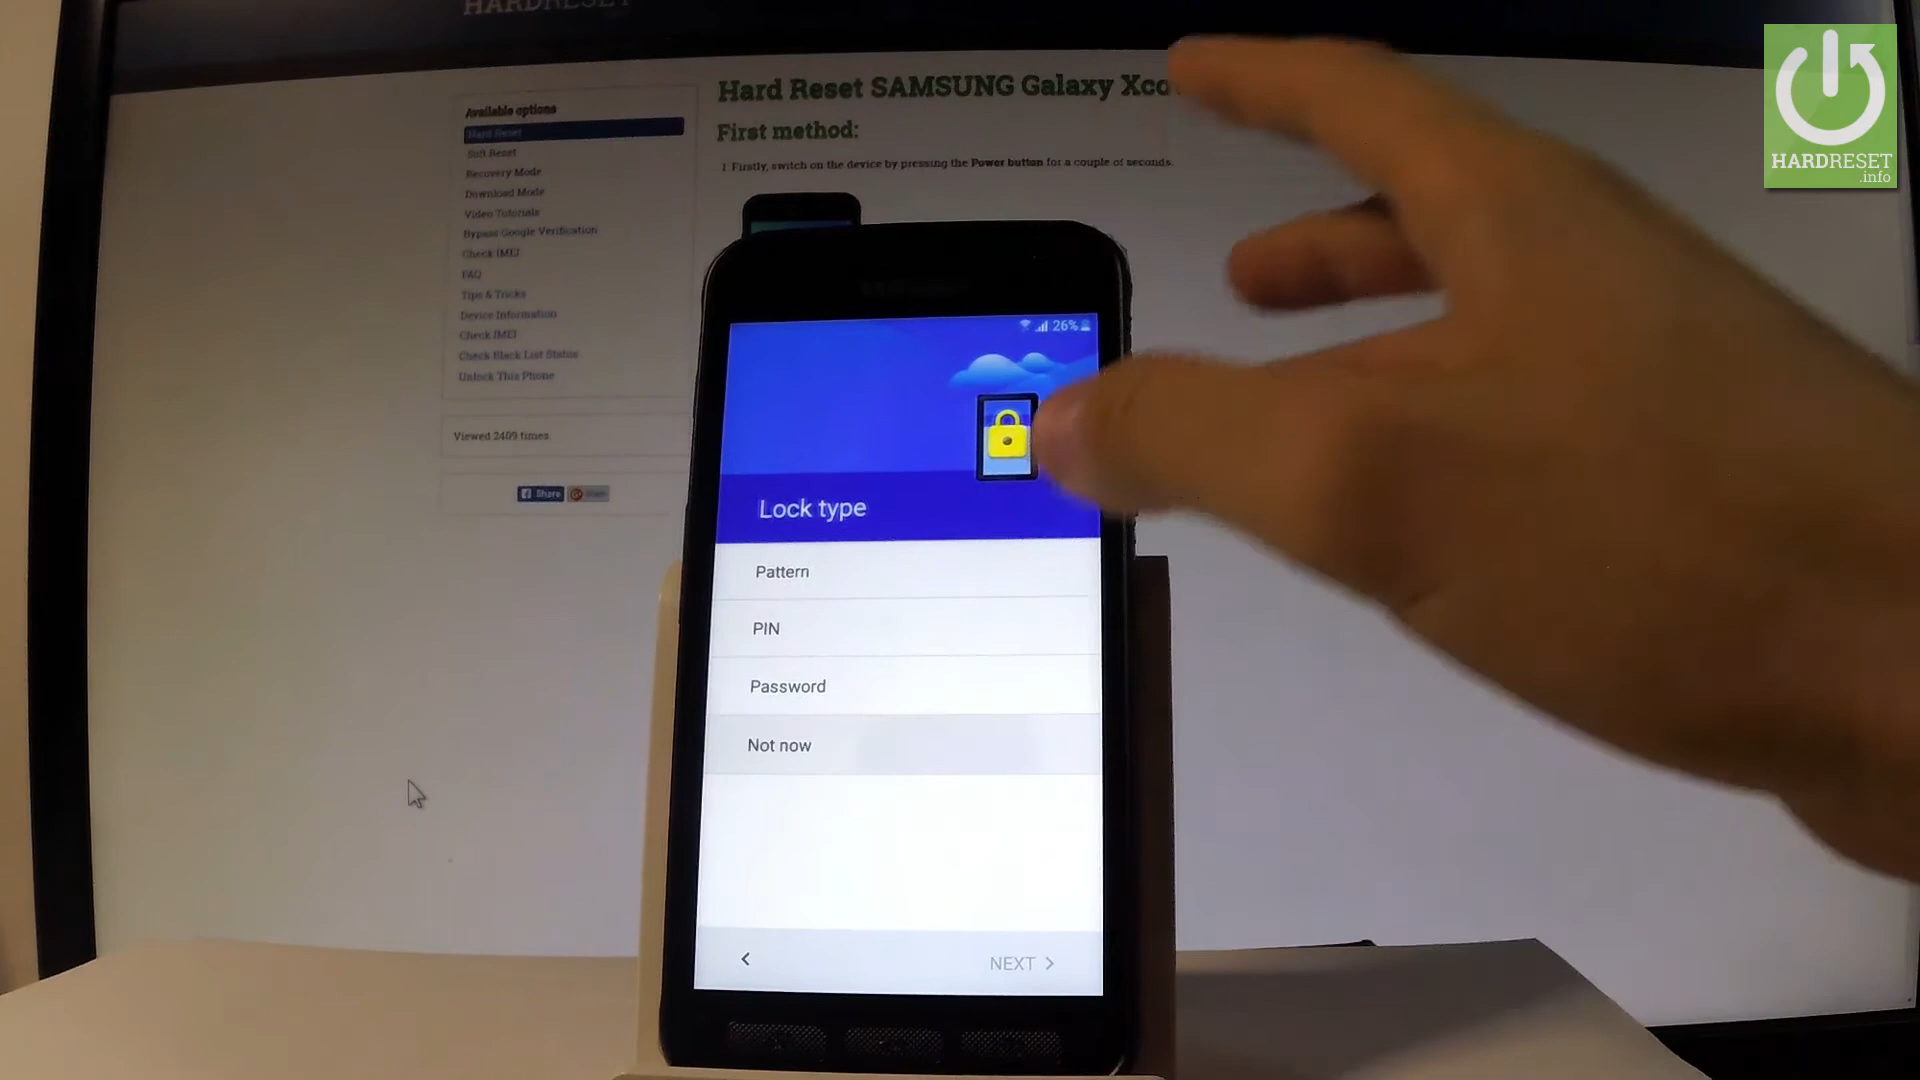 HARDRESET
Hard Reset SAMSUNG Galaxy Xco
First method:
1. Firstly, switch on the device by pressing the Power button for a couple of seconds.
Available options
Hard Reset
Soft Reset
Recovery Mode
Download Mode
Video Tutorials
Bypass Google Verification
Check IMEI
FAQ
Tips & Tricks
Device Information
Check IMEI
Check Black List Status
Unlock This Phone
Viewed 2409 times
Share
HARDRESET
.info
26%
Lock type
Pattern
PIN
Password
Not now
NEXT